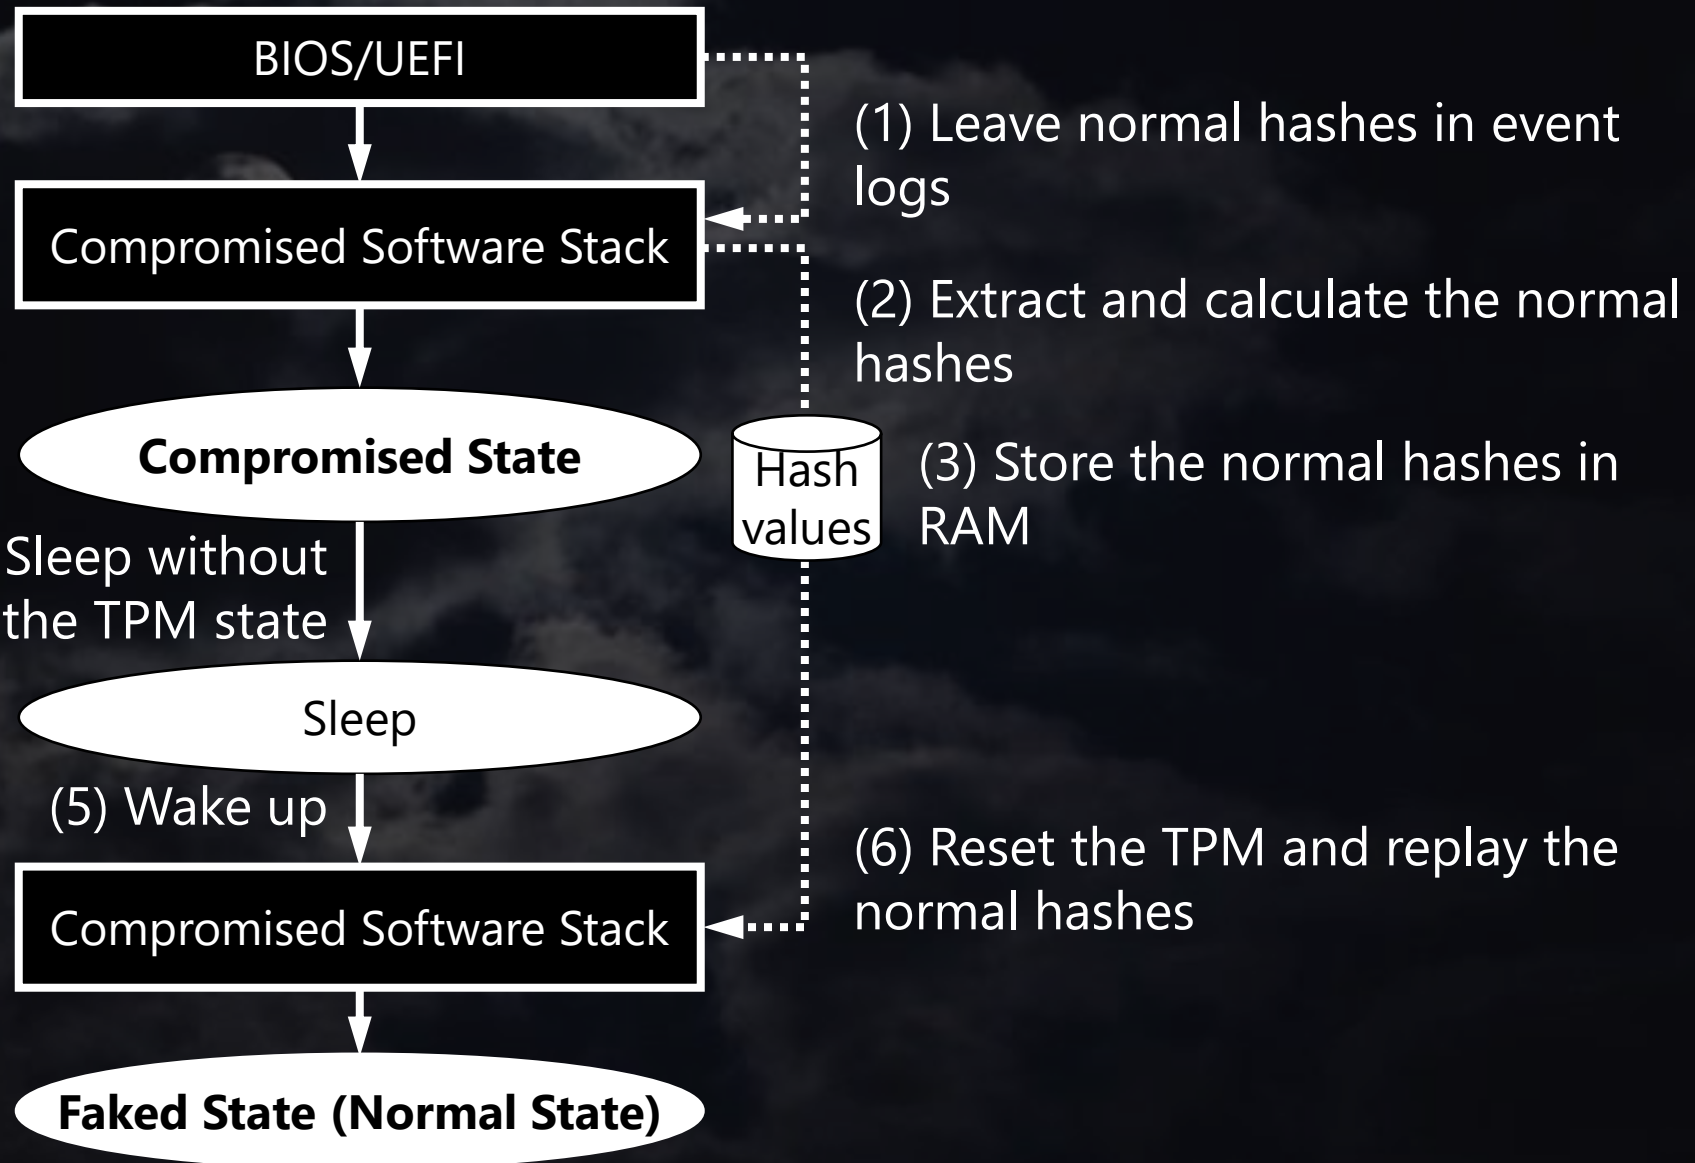 BIOS/UEFI
(1) Leave normal hashes in event
logs
Compromised Software Stack
(2) Extract and calculate the normal
hashes
Compromised State
Hash
values
(3) Store the normal hashes in
RAM
Sleep without
the TPM state
Sleep
(5) Wake up
(6) Reset the TPM and replay the
normal hashes
Compromised Software Stack
Faked State (Normal State)